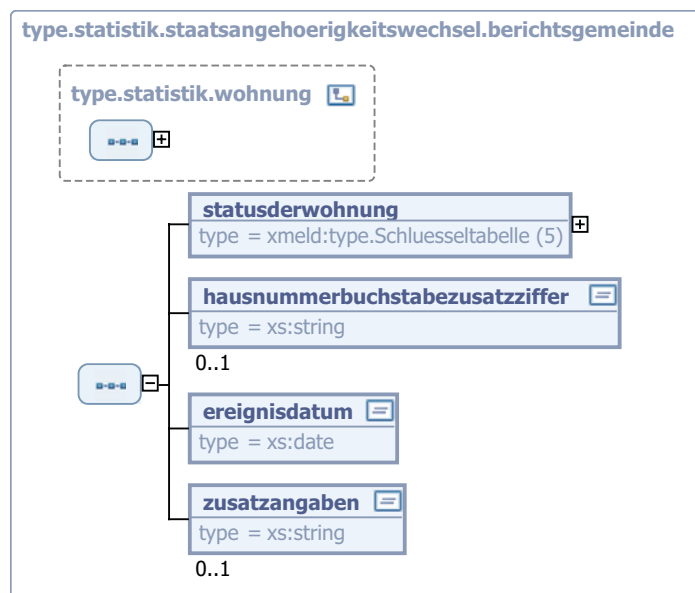 type.statistik.staatsangehoerigkeitswechsel.berichtsgemeinde
type.statistik.wohnung
statusderwohnung
type = xmeld:type.Schluesseltabelle (5)
hausnummerbuchstabezusatzziffer
type = xs:string
0..1
ereignisdatum
type = xs:date
zusatzangaben
type = xs:string
0..1